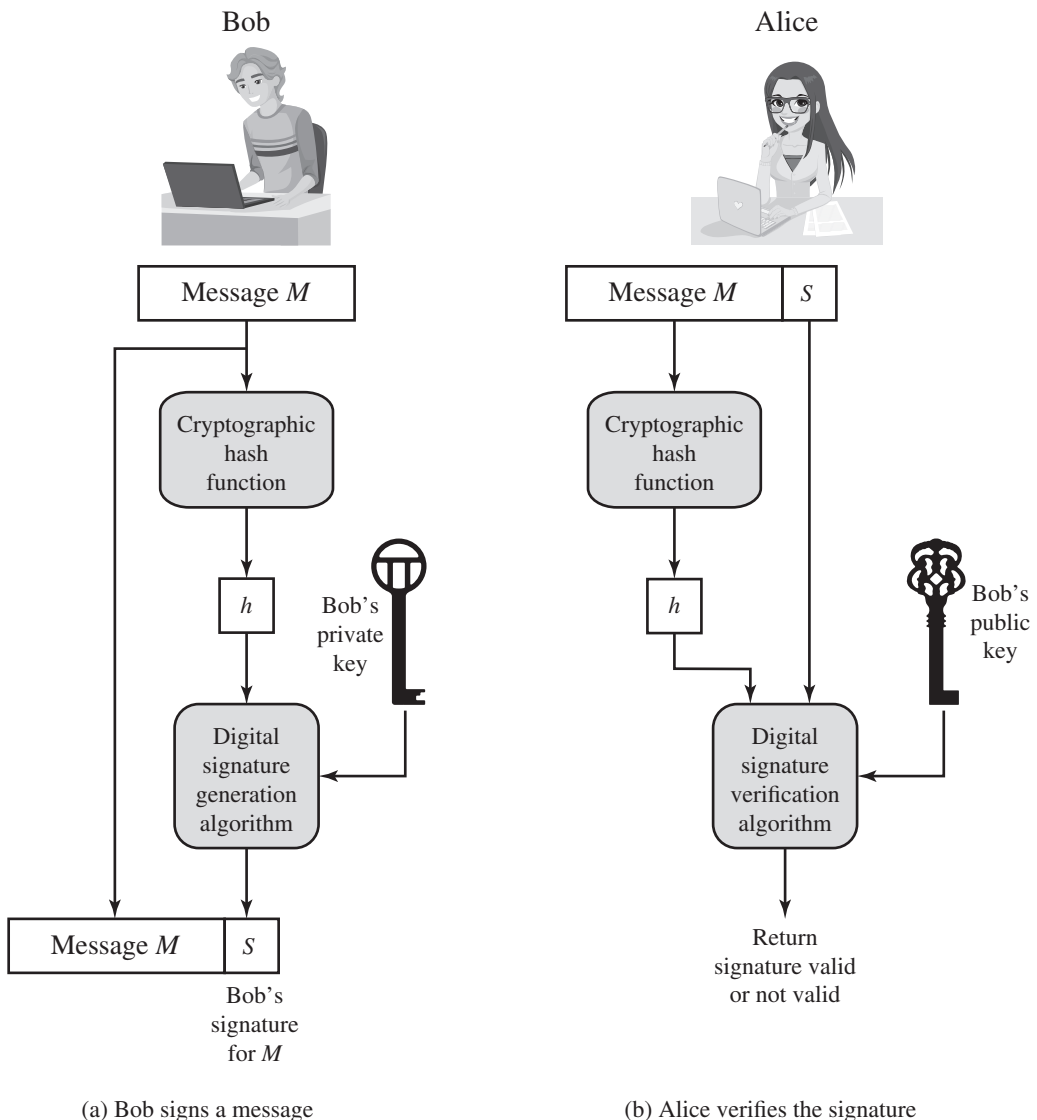 Bob
Message M
Cryptographic
hash
function
h
Bob’s
private
key
Digital
signature
generation
algorithm
Message M
S
Bob’s
signature
for M
(a) Bob signs a message
Alice
Message M
S
Cryptographic
hash
function
h
Bob’s
public
key
Digital
signature
verification
algorithm
Return
signature valid
or not valid
(b) Alice verifies the signature